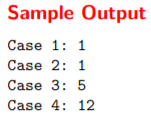 Sample Output
Case 1: 1
Case 2: 1
Case 3: 5
Case 4: 12